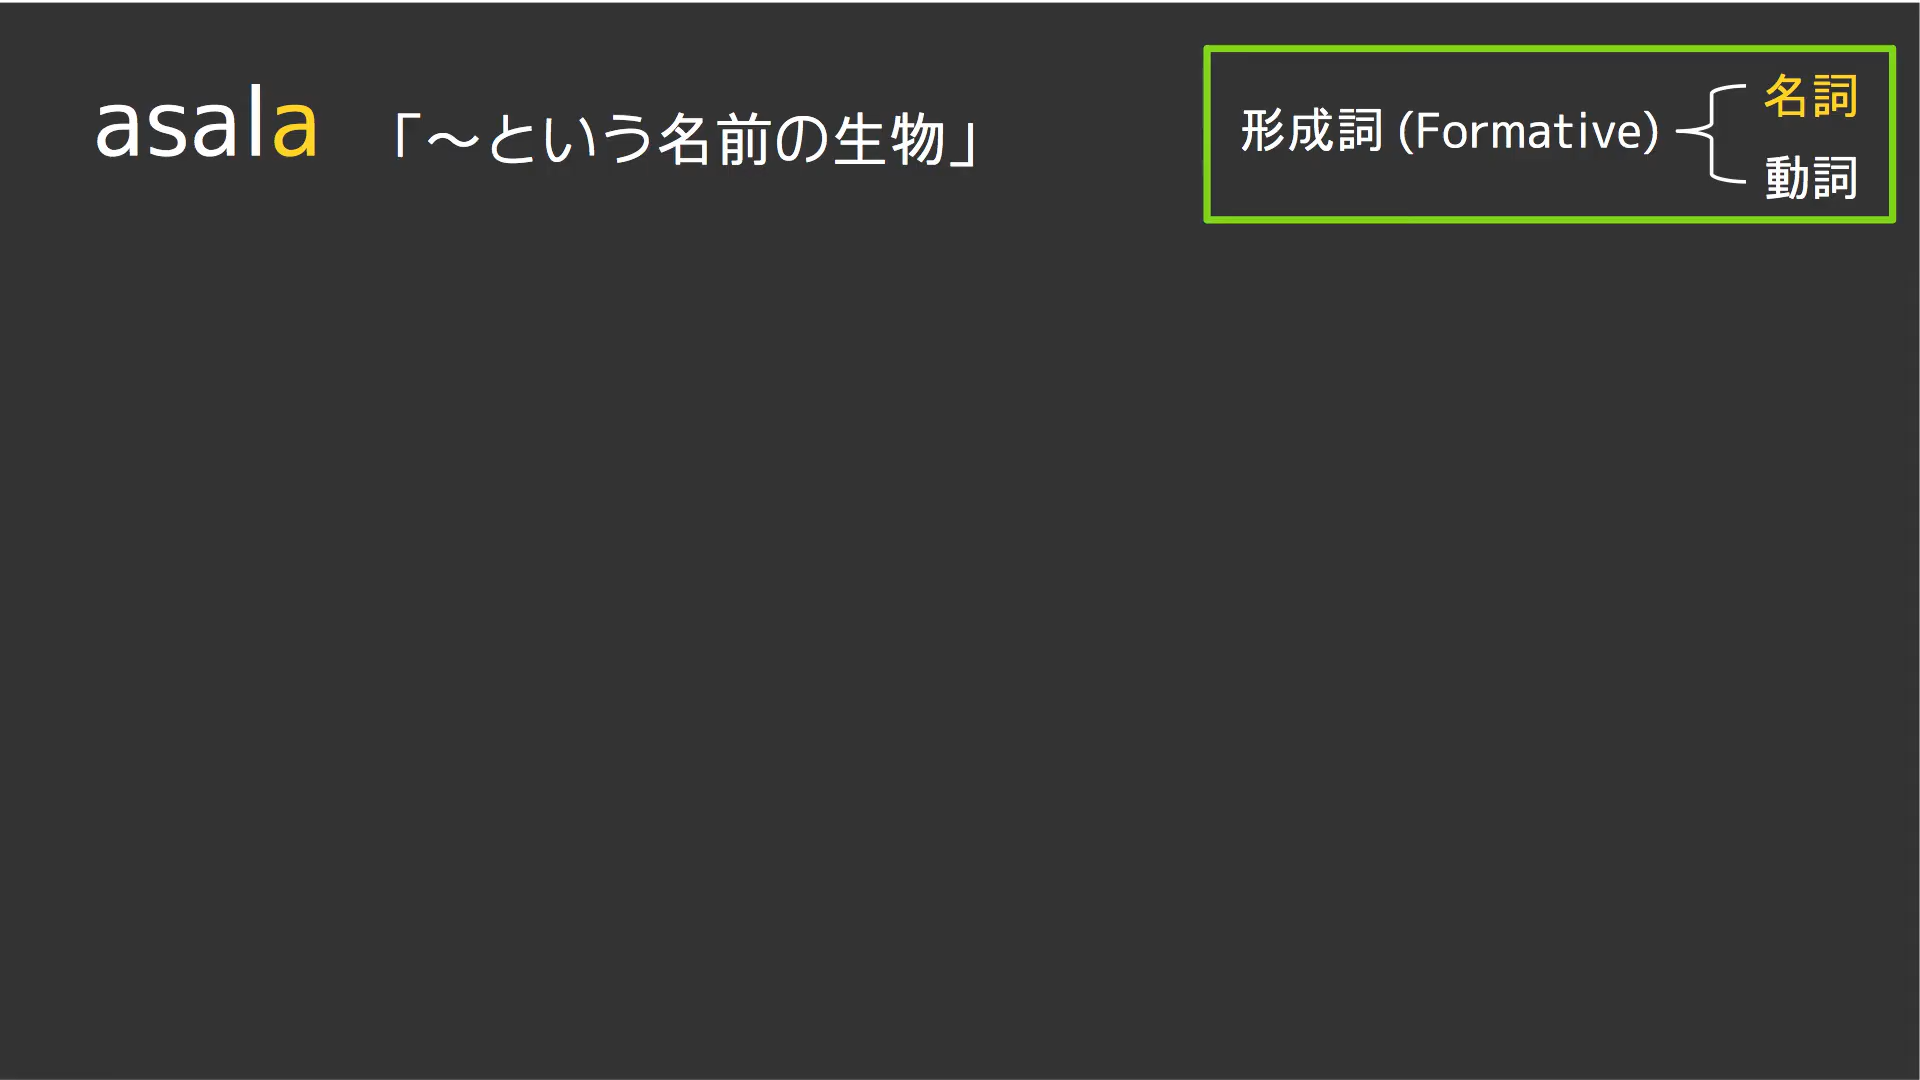 asala 「〜という名前の生物」
形成詞 (Formative)
名詞
動詞